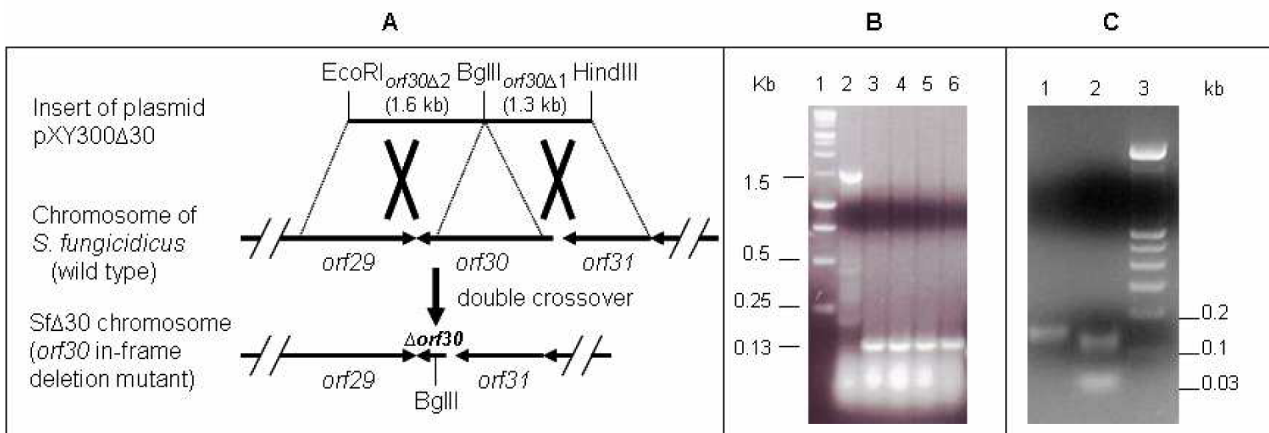 A
B
C
EcoRI orf30Δ2 BglII orf30Δ1 HindIII
(1.6 kb) (1.3 kb)
Insert of plasmid
pXY300Δ30
Chromosome of
S. fungicidicus
(wild type)
orf29 orf30 orf31
double crossover
SfΔ30 chromosome
(orf30 in-frame
deletion mutant)
Δorf30
orf29 orf31
BglII
Kb 1 2 3 4 5 6
1.5
0.5
0.25
0.13
1 2 3 kb
0.2
0.1
0.03